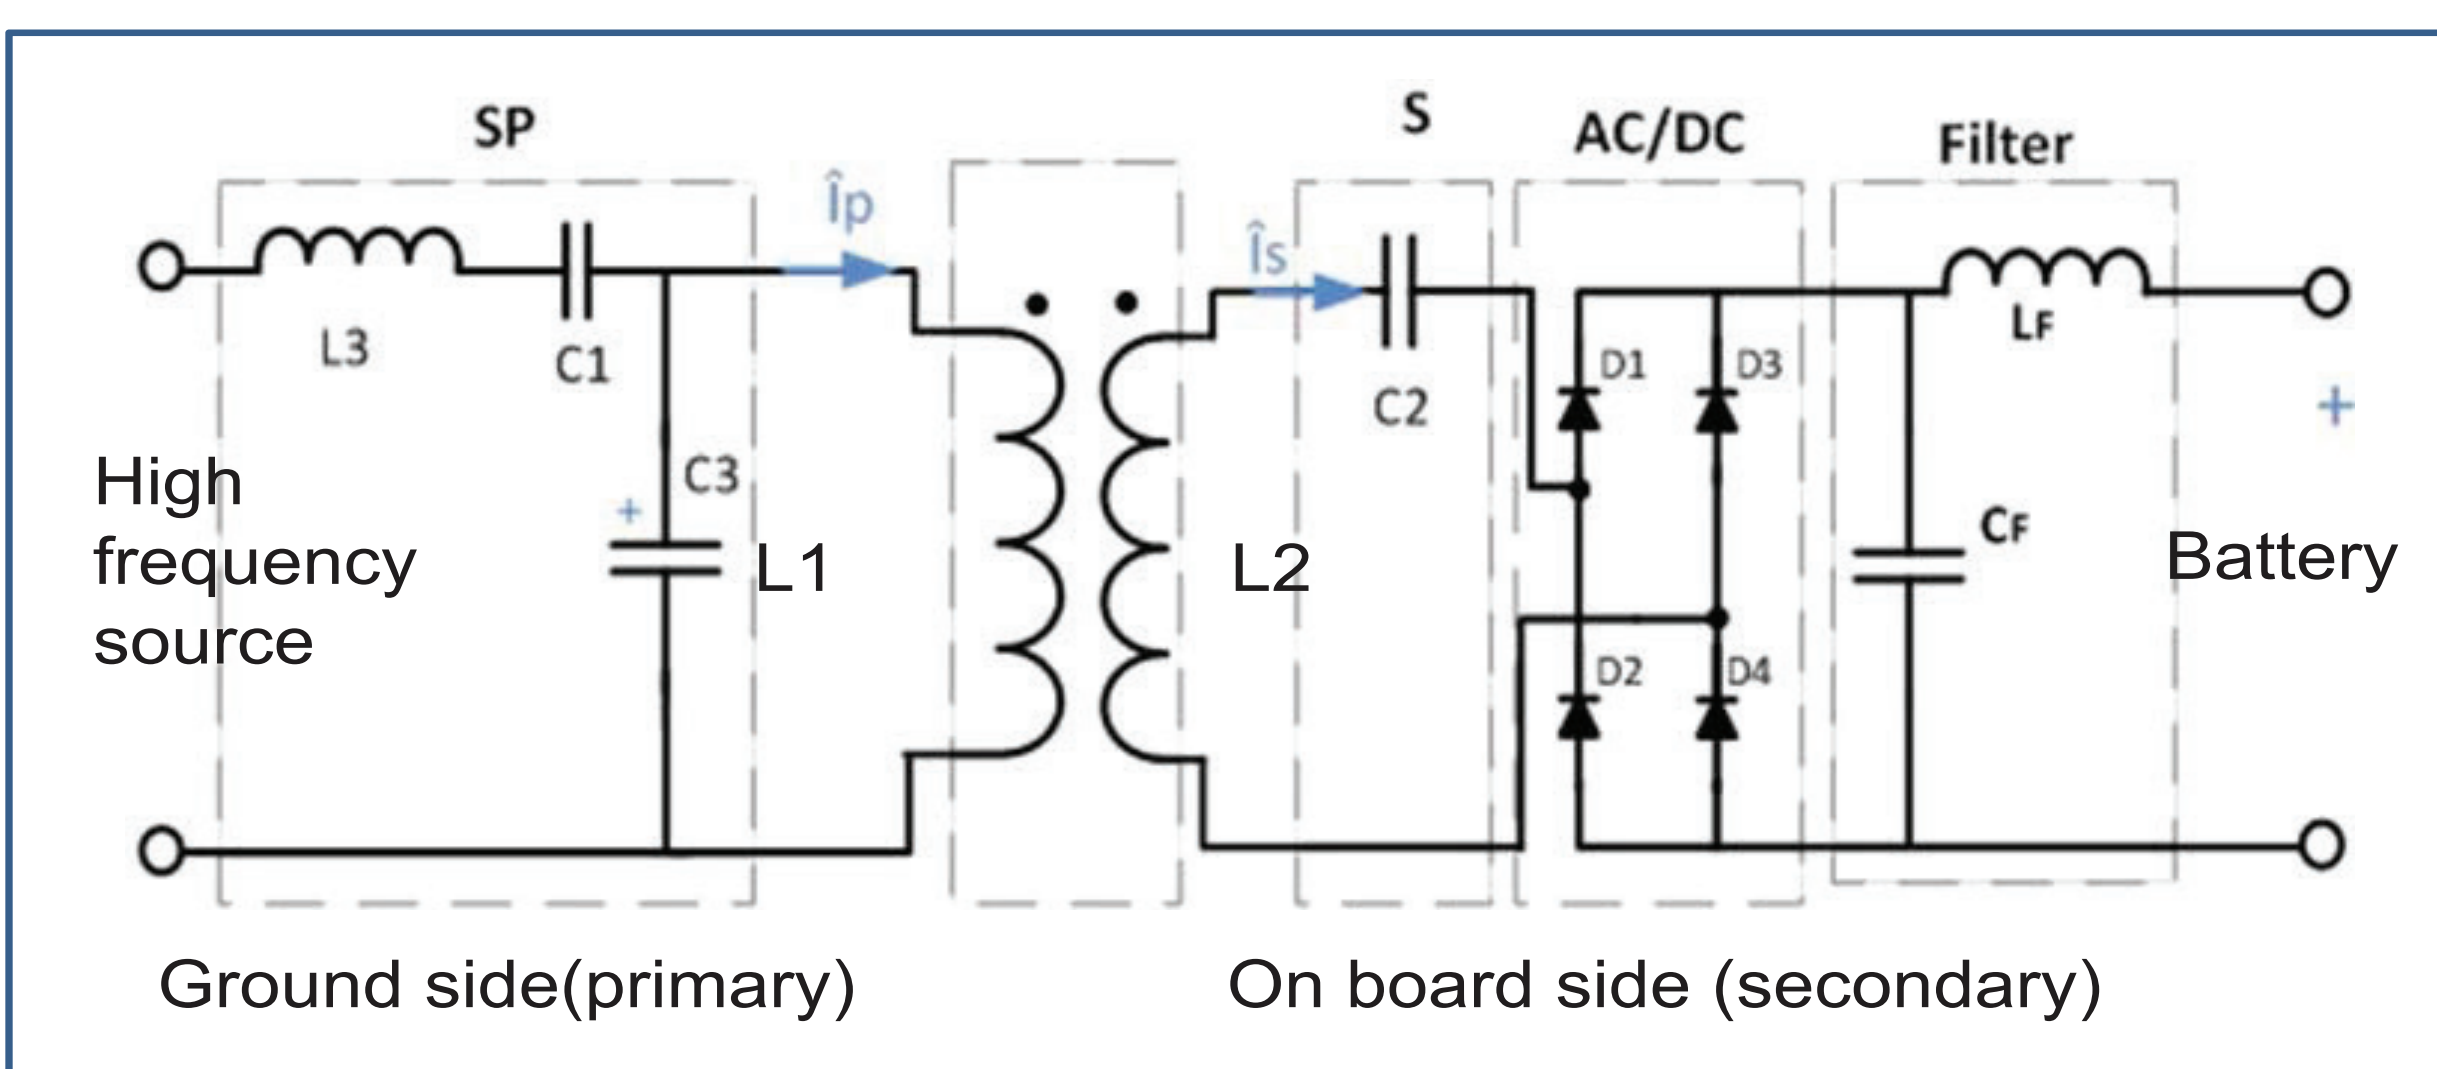 SP
S
AC/DC
Filter
Îp
Îs
L3
C1
C2
D1
D3
LF
+
High
frequency
source
C3
+
L1
L2
CF
Battery
D2
D4
Ground side(primary)
On board side (secondary)